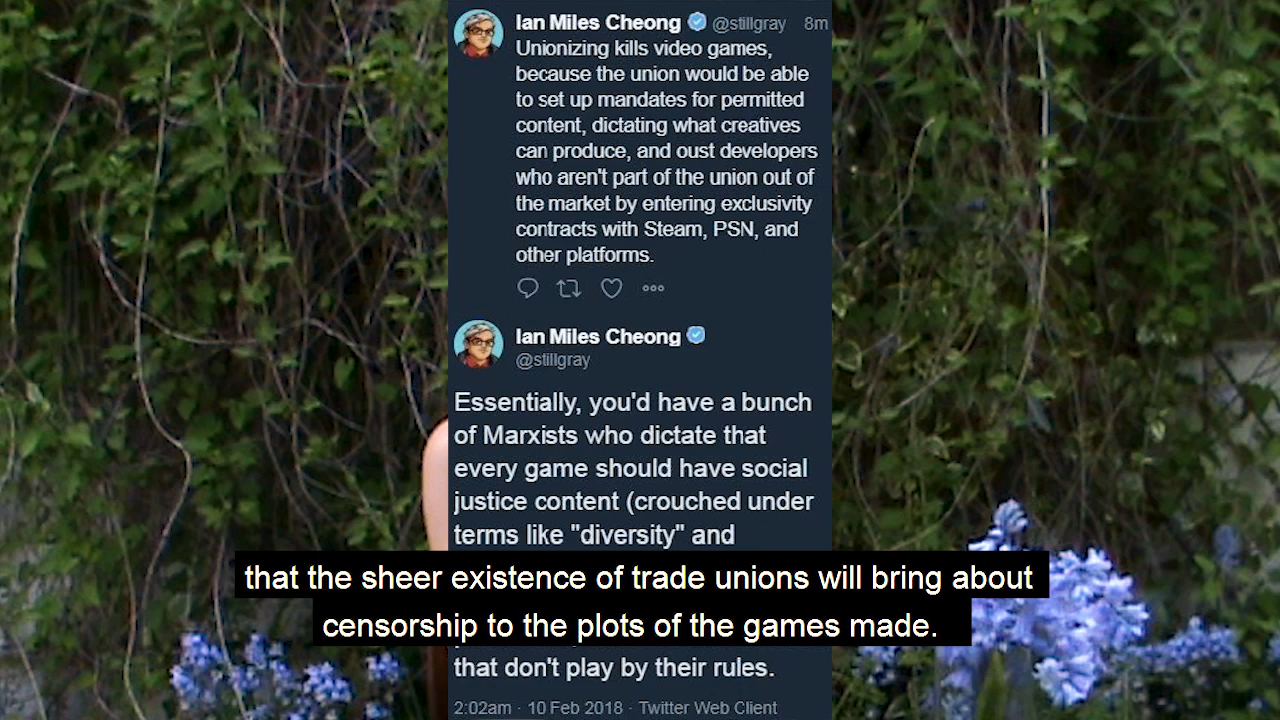 Ian Miles Cheong @stillgray 8m
Unionizing kills video games,
because the union would be able
to set up mandates for permitted
content, dictating what creatives
can produce, and oust developers
who aren't part of the union out of
the market by entering exclusivity
contracts with Steam, PSN, and
other platforms.
Ian Miles Cheong
@stillgray
Essentially, you'd have a bunch
of Marxists who dictate that
every game should have social
justice content (crouched under
terms like "diversity" and
that the sheer existence of trade unions will bring about
censorship to the plots of the games made.
that don't play by their rules.
2:02am · 10 Feb 2018 · Twitter Web Client